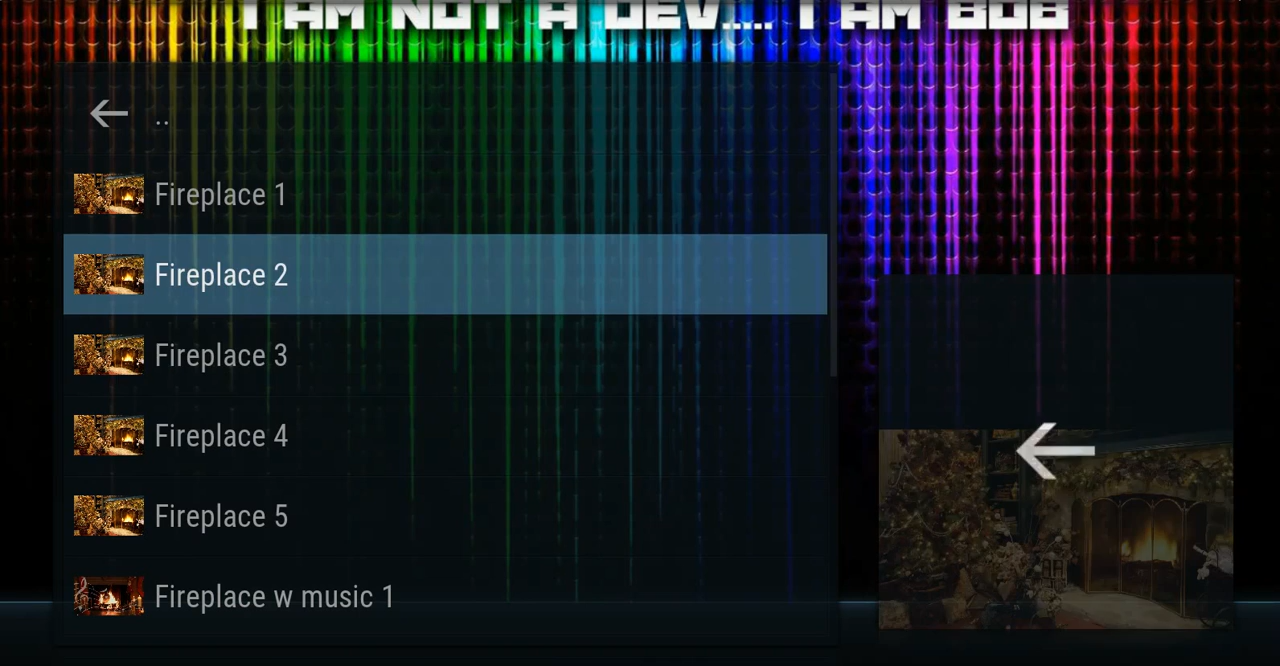 I AM NOT A DEV.... I AM BOB
..
Fireplace 1
Fireplace 2
Fireplace 3
Fireplace 4
Fireplace 5
Fireplace w music 1